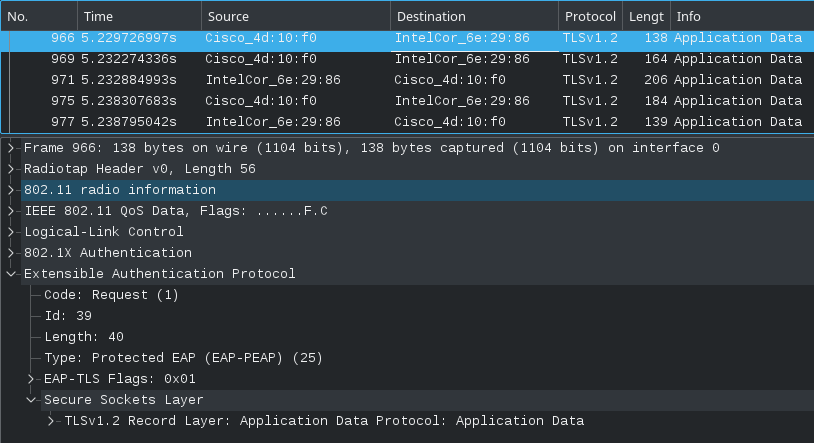 No. Time Source Destination Protocol Lengt Info
966 5.229726997s Cisco_4d:10:f0 IntelCor_6e:29:86 TLSv1.2 138 Application Data
969 5.232274336s Cisco_4d:10:f0 IntelCor_6e:29:86 TLSv1.2 164 Application Data
971 5.232884993s IntelCor_6e:29:86 Cisco_4d:10:f0 TLSv1.2 206 Application Data
975 5.238307683s Cisco_4d:10:f0 IntelCor_6e:29:86 TLSv1.2 184 Application Data
977 5.238795042s IntelCor_6e:29:86 Cisco_4d:10:f0 TLSv1.2 139 Application Data
Frame 966: 138 bytes on wire (1104 bits), 138 bytes captured (1104 bits) on interface 0
Radiotap Header v0, Length 56
802.11 radio information
IEEE 802.11 QoS Data, Flags: ......F.C
Logical-Link Control
802.1X Authentication
Extensible Authentication Protocol
Code: Request (1)
Id: 39
Length: 40
Type: Protected EAP (EAP-PEAP) (25)
EAP-TLS Flags: 0x01
Secure Sockets Layer
TLSv1.2 Record Layer: Application Data Protocol: Application Data